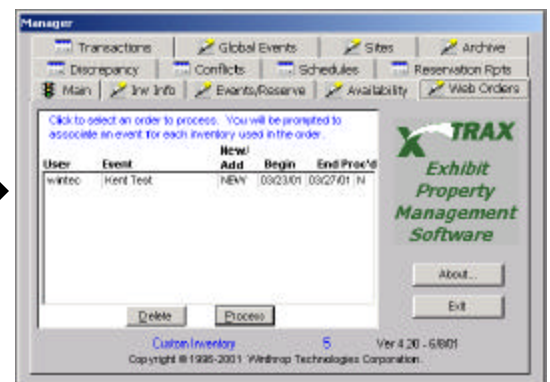 Manager
Transactions Global Events Sites Archive
Discrepancy Conflicts Schedules Reservation Rpts
Main Inv Info Events/Reserve Availability Web Orders
Click to select an order to process. You will be prompted to
associate an event for each inventory used in the order.
New/
User Event Add Begin End Proc'd
wintec Kent Test NEW 03/23/01 03/27/01 N
X TRAX
Exhibit
Property
Management
Software
About...
Exit
Delete Process
Custom Inventory 5 Ver 4.20 - 6/8/01
Copyright © 1996-2001 Winthrop Technologies Corporation.